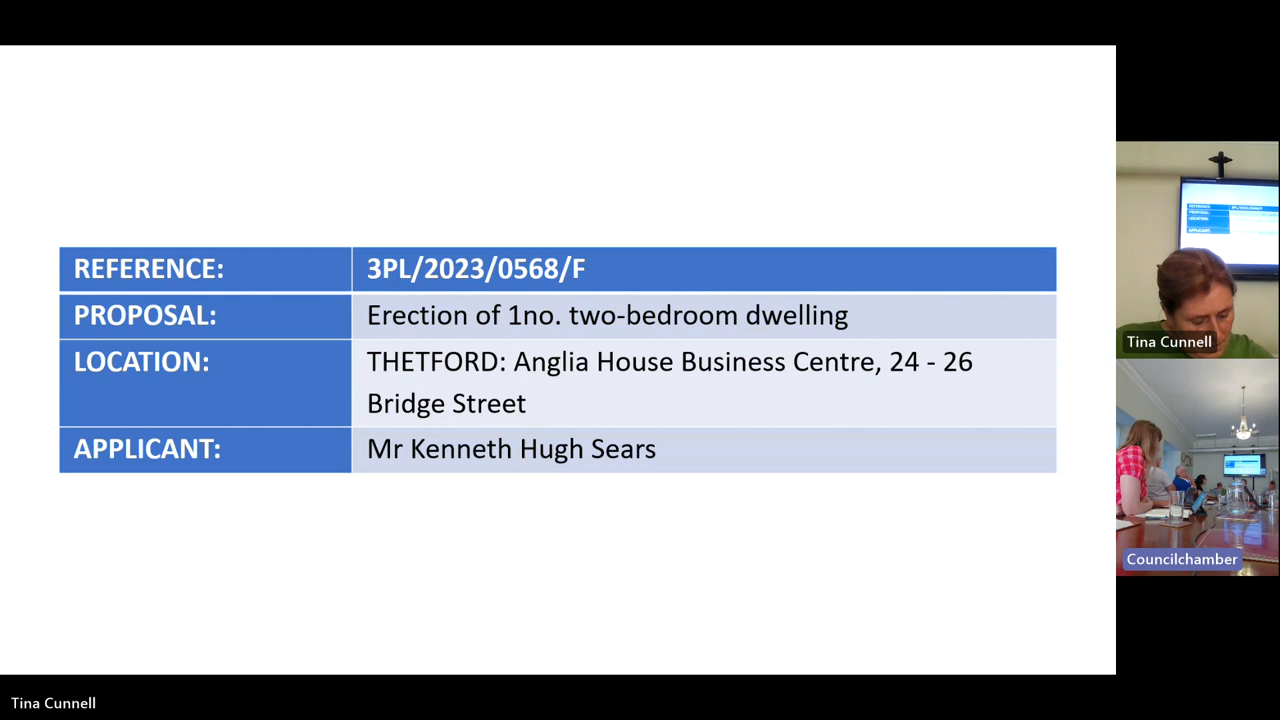 REFERENCE: 3PL/2023/0568/F
PROPOSAL: Erection of 1no. two-bedroom dwelling
LOCATION: THETFORD: Anglia House Business Centre, 24 - 26
Bridge Street
APPLICANT: Mr Kenneth Hugh Sears
Tina Cunnell
Councilchamber
Tina Cunnell